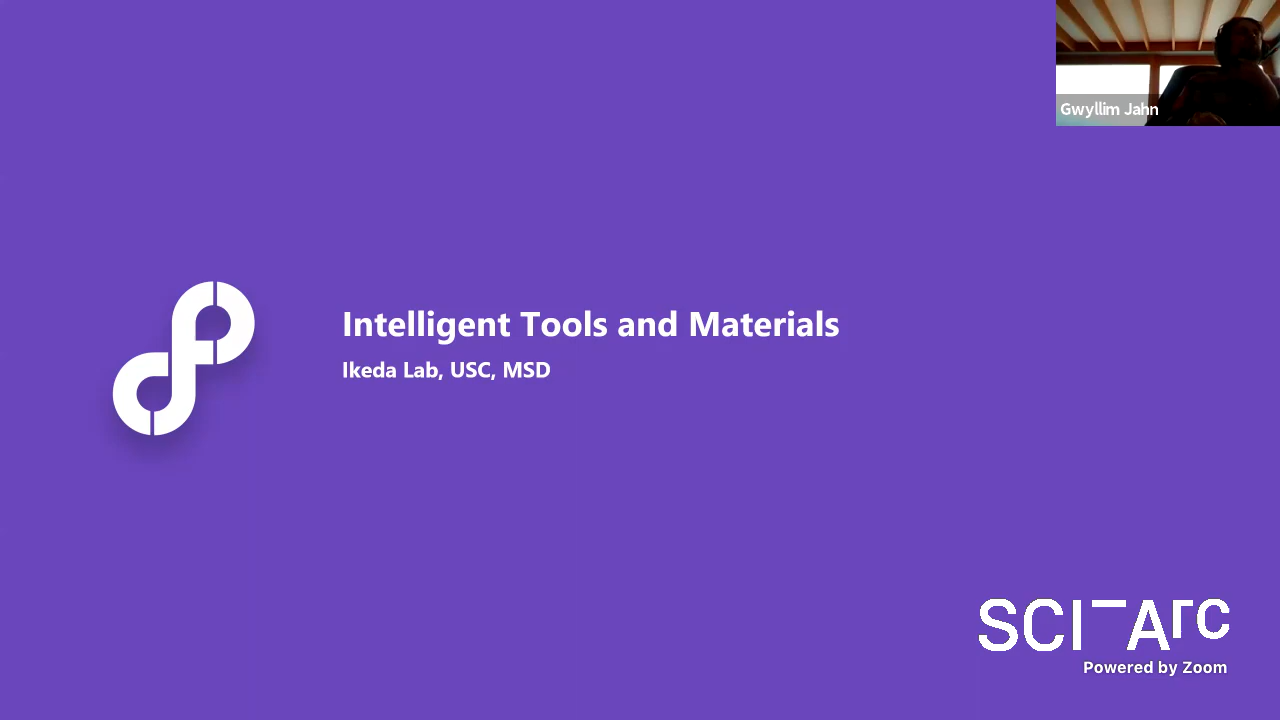 Gwyllim Jahn
Intelligent Tools and Materials
Ikeda Lab, USC, MSD
SCI-Arc
Powered by Zoom